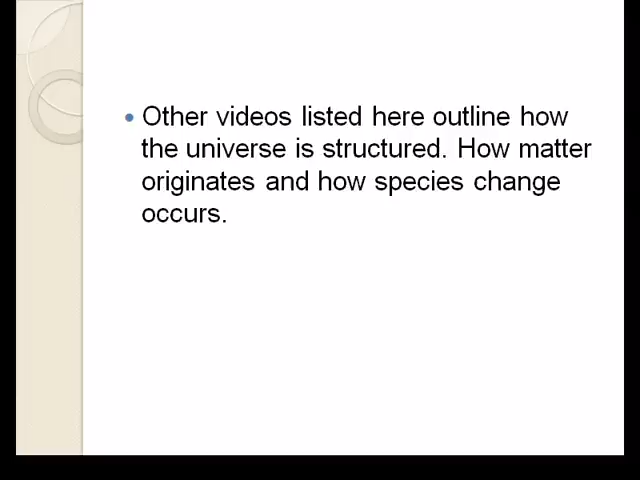 Other videos listed here outline how
the universe is structured. How matter
originates and how species change
occurs.